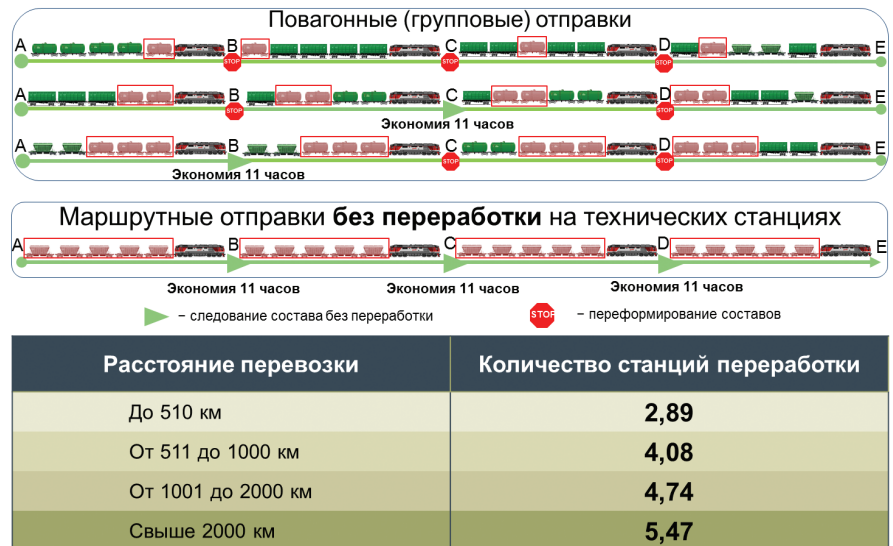 Повагонные (групповые) отправки
A B C D E
STOP STOP STOP
A B C D E
STOP STOP
Экономия 11 часов
A B C D E
STOP STOP
Экономия 11 часов
Маршрутные отправки без переработки на технических станциях
A B C D E
Экономия 11 часов Экономия 11 часов Экономия 11 часов
– следование состава без переработки STOP – переформирование составов
Расстояние перевозки Количество станций переработки
До 510 км 2,89
От 511 до 1000 км 4,08
От 1001 до 2000 км 4,74
Свыше 2000 км 5,47